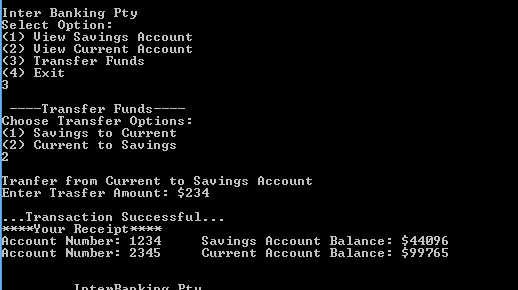 Inter Banking Pty
Select Option:
(1) View Savings Account
(2) View Current Account
(3) Transfer Funds
(4) Exit
3
----Transfer Funds----
Choose Transfer Options:
(1) Savings to Current
(2) Current to Savings
2
Tranfer from Current to Savings Account
Enter Trasfer Amount: $234
...Transaction Successful...
****Your Receipt****
Account Number: 1234 Savings Account Balance: $44096
Account Number: 2345 Current Account Balance: $99765
InterBanking Pty